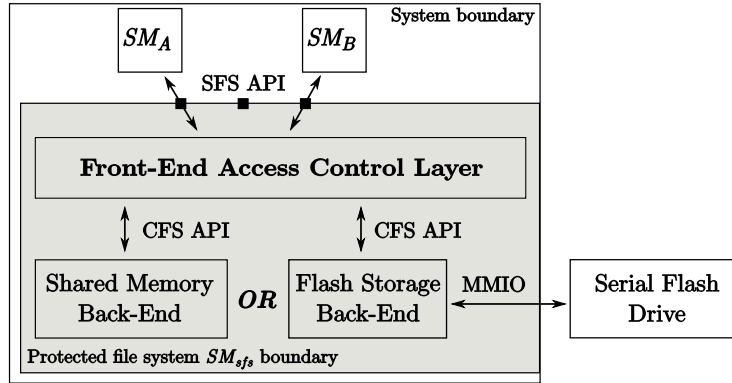 System boundary
SM_A
SM_B
SFS API
Front-End Access Control Layer
CFS API
CFS API
Shared Memory
Back-End
OR
Flash Storage
Back-End
MMIO
Serial Flash
Drive
Protected file system SM_sfs boundary